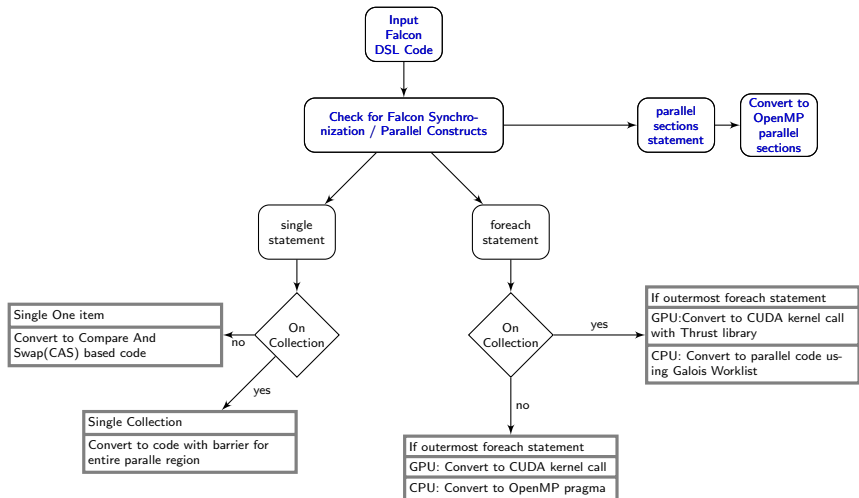 Input
Falcon
DSL Code
Check for Falcon Synchro-
nization / Parallel Constructs
parallel
sections
statement
Convert to
OpenMP
parallel
sections
single
statement
foreach
statement
On
Collection
no
yes
Single One item
Convert to Compare And
Swap(CAS) based code
Single Collection
Convert to code with barrier for
entire paralle region
On
Collection
yes
no
If outermost foreach statement
GPU:Convert to CUDA kernel call
with Thrust library
CPU: Convert to parallel code us-
ing Galois Worklist
If outermost foreach statement
GPU: Convert to CUDA kernel call
CPU: Convert to OpenMP pragma